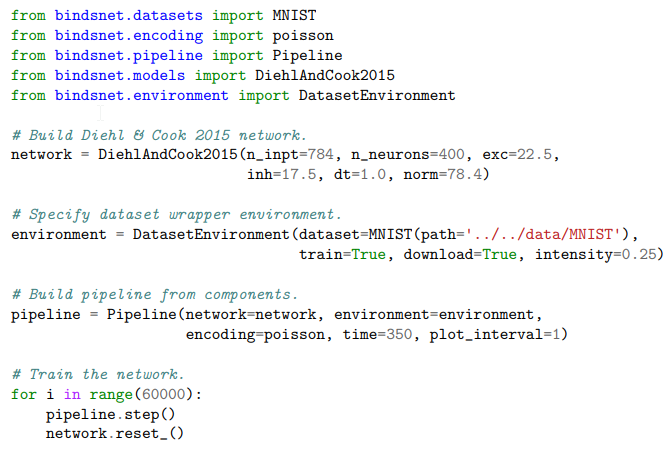 from bindsnet.datasets import MNIST
from bindsnet.encoding import poisson
from bindsnet.pipeline import Pipeline
from bindsnet.models import DiehlAndCook2015
from bindsnet.environment import DatasetEnvironment

# Build Diehl & Cook 2015 network.
network = DiehlAndCook2015(n_inpt=784, n_neurons=400, exc=22.5,
                           inh=17.5, dt=1.0, norm=78.4)

# Specify dataset wrapper environment.
environment = DatasetEnvironment(dataset=MNIST(path='../../data/MNIST'),
                                 train=True, download=True, intensity=0.25)

# Build pipeline from components.
pipeline = Pipeline(network=network, environment=environment,
                    encoding=poisson, time=350, plot_interval=1)

# Train the network.
for i in range(60000):
    pipeline.step()
    network.reset_()